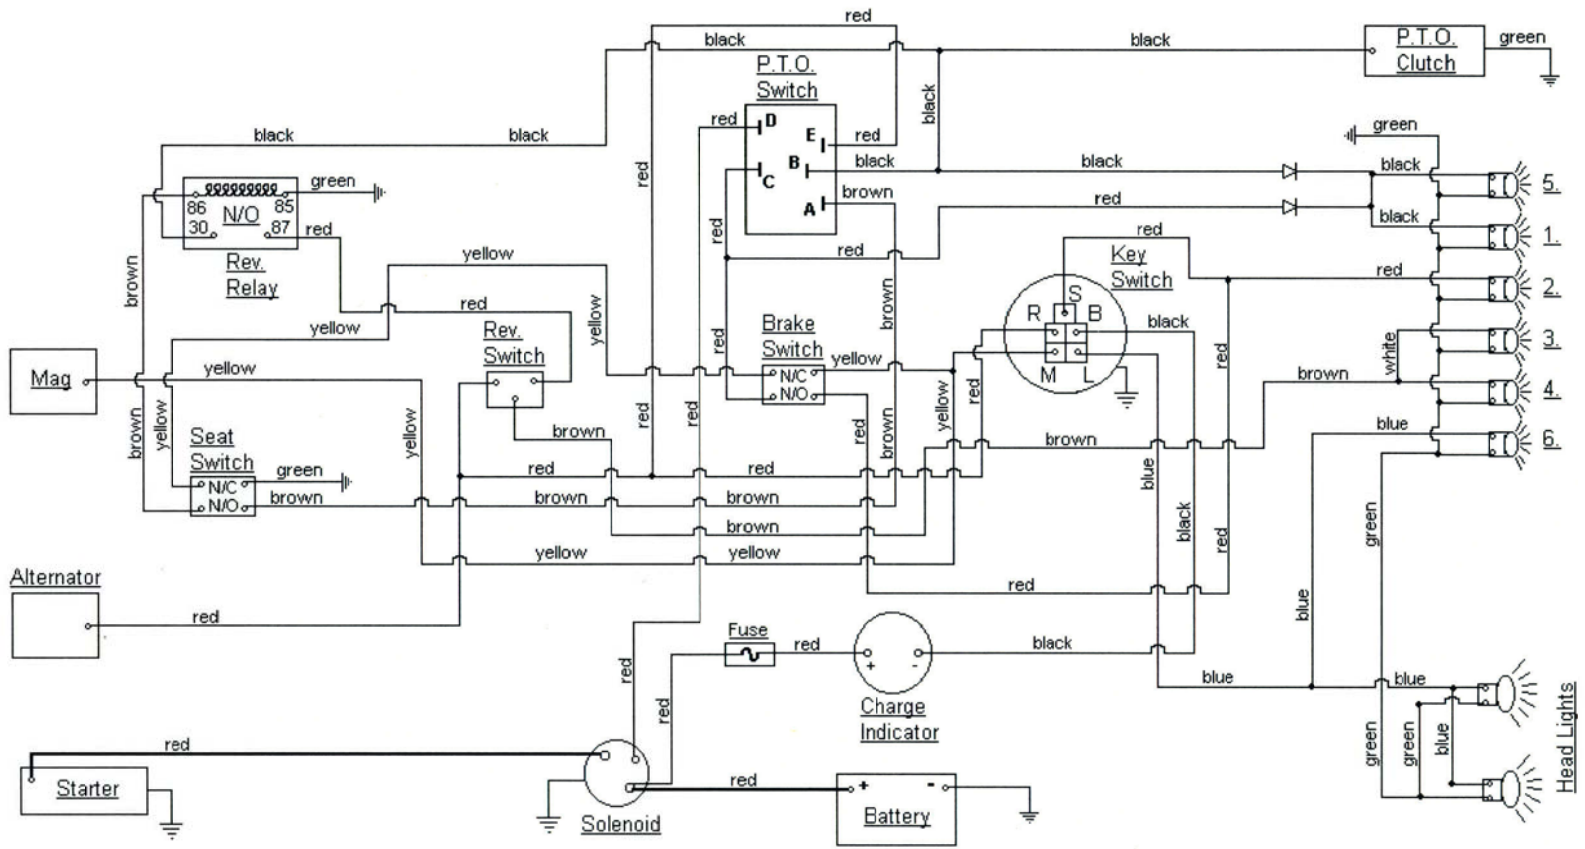 red
black
black
P.T.O.
Clutch
green
P.T.O.
Switch
black
red
D
E
red
green
black
black
B
black
black
black
C
5.
green
86
85
N/O
30
87
red
brown
A
red
red
black
1.
red
Rev.
Relay
yellow
red
red
Key
Switch
red
2.
brown
red
yellow
brown
S
R
B
black
M
L
yellow
Rev.
Switch
Brake
Switch
red
yellow
N/C
N/O
white
3.
Mag
yellow
red
brown
4.
brown
yellow
yellow
red
red
red
brown
yellow
red
blue
6.
Seat
Switch
green
N/C
N/O
brown
brown
red
red
brown
blue
brown
brown
brown
black
red
green
yellow
yellow
Alternator
red
red
blue
Fuse
red
black
+
-
red
red
Charge
Indicator
blue
blue
green
green
blue
Head Lights
red
Starter
red
Solenoid
+
-
Battery